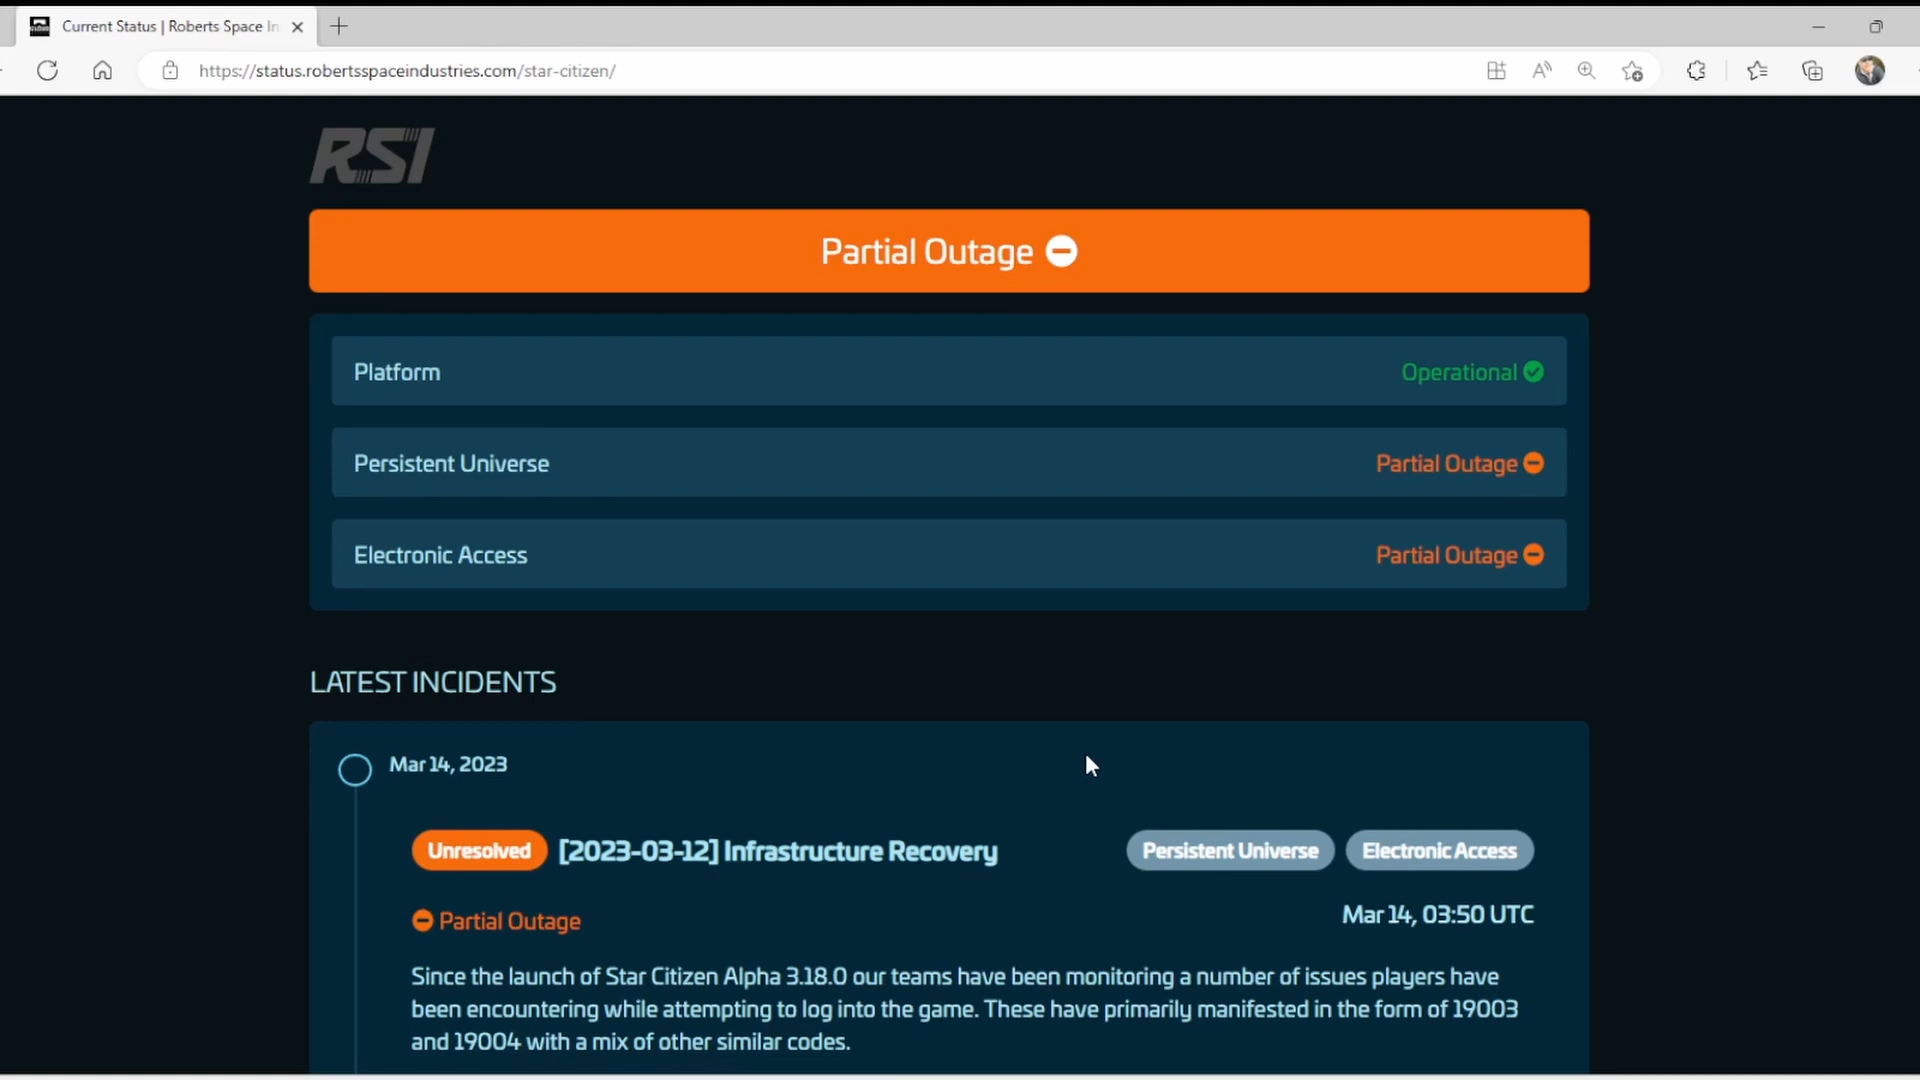 Current Status | Roberts Space In
https://status.robertsspaceindustries.com/star-citizen/
RSI
Partial Outage
Platform
Operational
Persistent Universe
Partial Outage
Electronic Access
Partial Outage
LATEST INCIDENTS
Mar 14, 2023
Unresolved [2023-03-12] Infrastructure Recovery Persistent Universe Electronic Access
Partial Outage
Mar 14, 03:50 UTC
Since the launch of Star Citizen Alpha 3.18.0 our teams have been monitoring a number of issues players have
been encountering while attempting to log into the game. These have primarily manifested in the form of 19003
and 19004 with a mix of other similar codes.